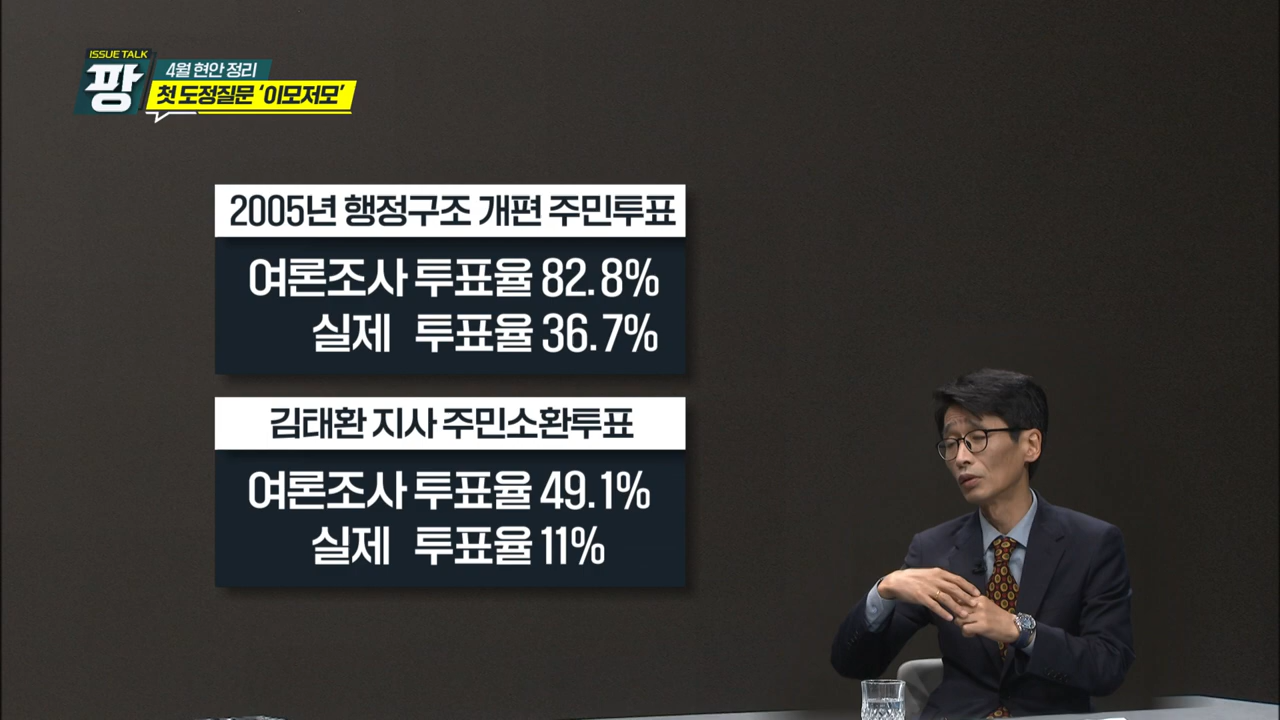 ISSUE TALK
팡
4월 현안 정리
첫 도정질문 '이모저모'
2005년 행정구조 개편 주민투표
여론조사 투표율 82.8%
실제 투표율 36.7%
김태환 지사 주민소환투표
여론조사 투표율 49.1%
실제 투표율 11%